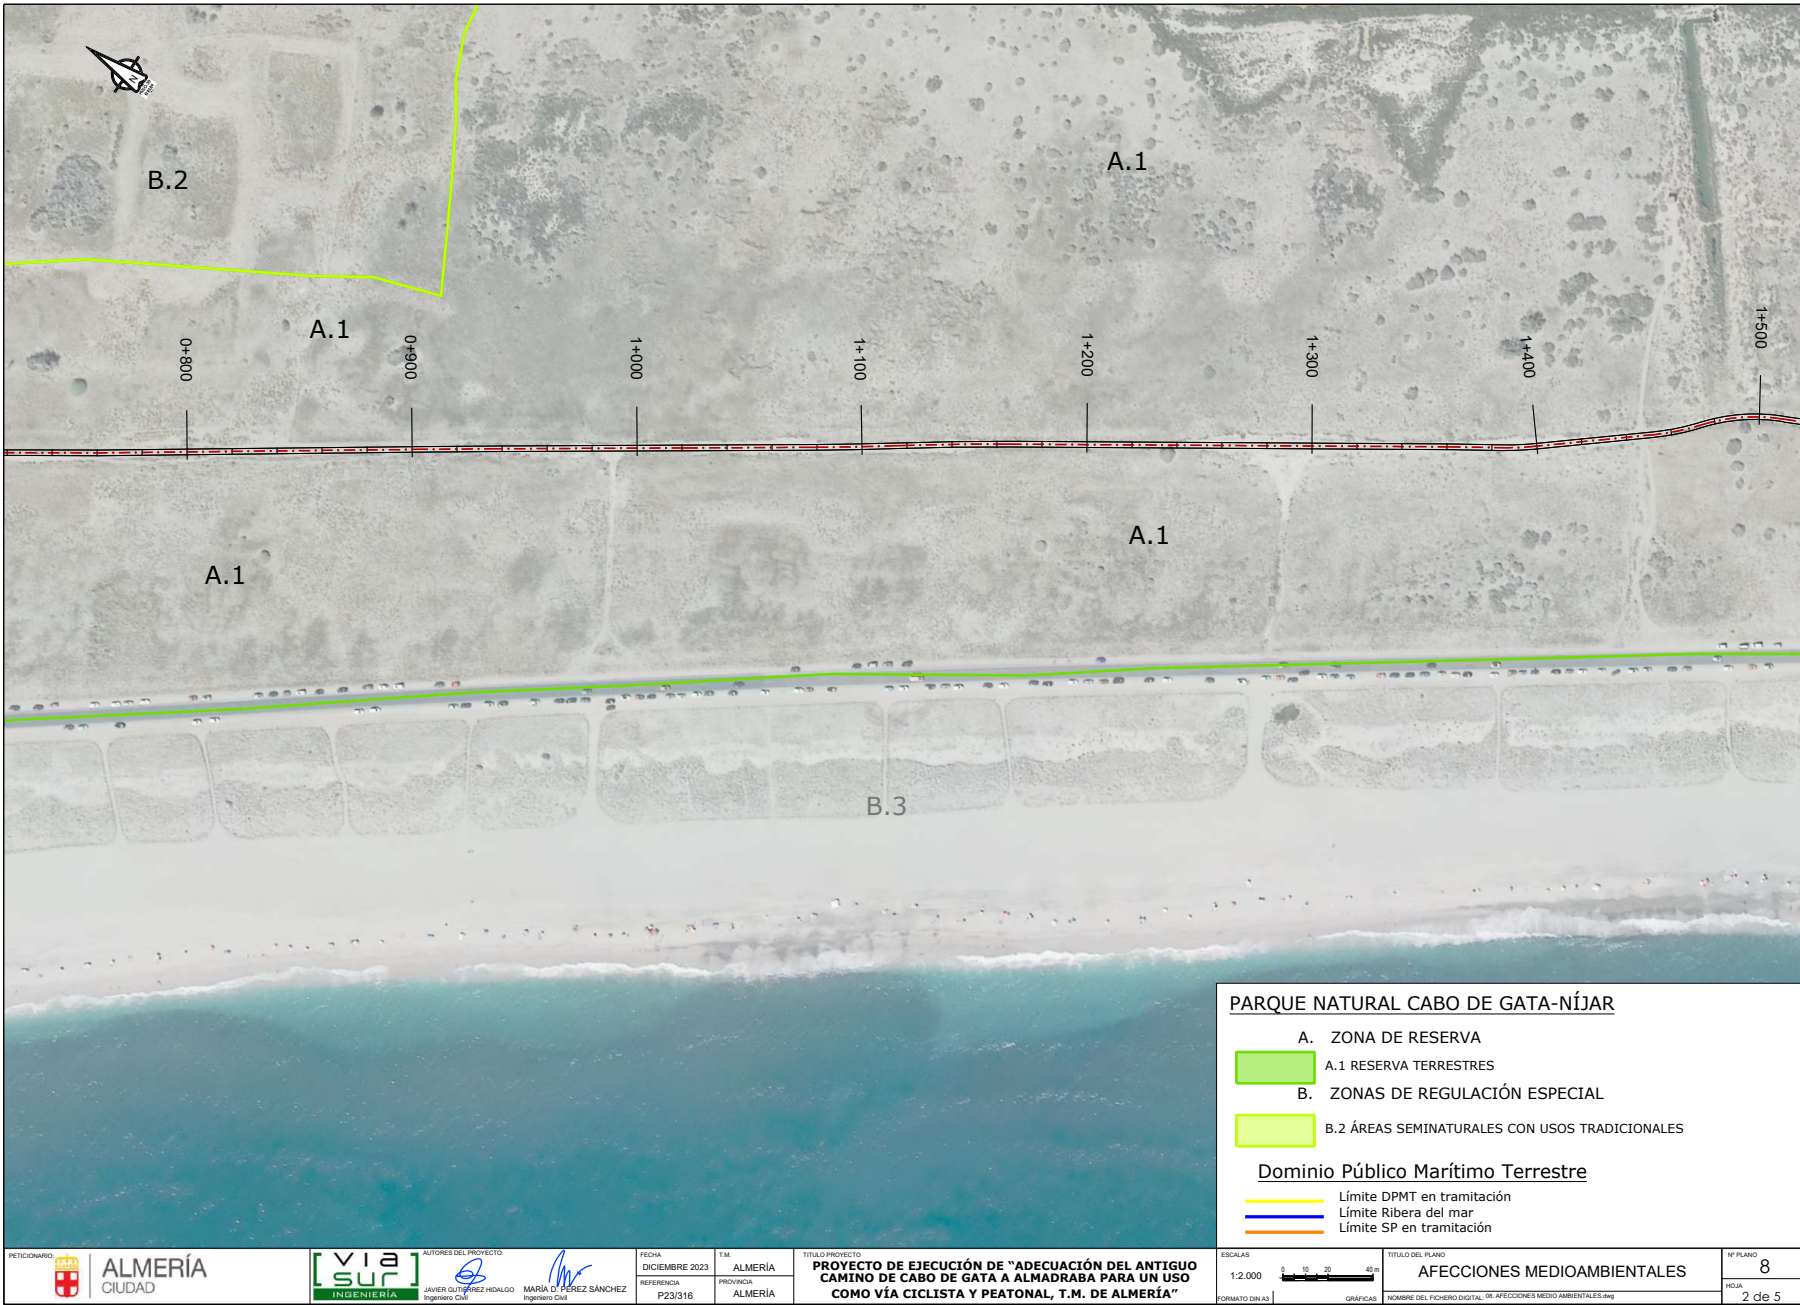 N
B.2
A.1
A.1
0+800
0+900
1+000
1+100
1+200
1+300
1+400
1+500
A.1
A.1
B.3
PARQUE NATURAL CABO DE GATA-NÍJAR
A. ZONA DE RESERVA
A.1 RESERVA TERRESTRES
B. ZONAS DE REGULACIÓN ESPECIAL
B.2 ÁREAS SEMINATURALES CON USOS TRADICIONALES
Dominio Público Marítimo Terrestre
Límite DPMT en tramitación
Límite Ribera del mar
Límite SP en tramitación
PETICIONARIO:
ALMERÍA
CIUDAD
via
sur
INGENIERÍA
AUTORES DEL PROYECTO:
JAVIER GUTIÉRREZ HIDALGO
Ingeniero Civil
MARÍA D. PÉREZ SÁNCHEZ
Ingeniero Civil
FECHA
DICIEMBRE 2023
REFERENCIA
P23/316
T.M.
ALMERÍA
PROVINCIA
ALMERÍA
TITULO PROYECTO
PROYECTO DE EJECUCIÓN DE "ADECUACIÓN DEL ANTIGUO
CAMINO DE CABO DE GATA A ALMADRABA PARA UN USO
COMO VÍA CICLISTA Y PEATONAL, T.M. DE ALMERÍA"
ESCALAS
1:2.000
0 10 20 40 m
FORMATO DIN A3
GRÁFICAS
TITULO DEL PLANO
AFECCIONES MEDIOAMBIENTALES
NOMBRE DEL FICHERO DIGITAL: 08. AFECCIONES MEDIO AMBIENTALES.dwg
Nº PLANO
8
HOJA
2 de 5